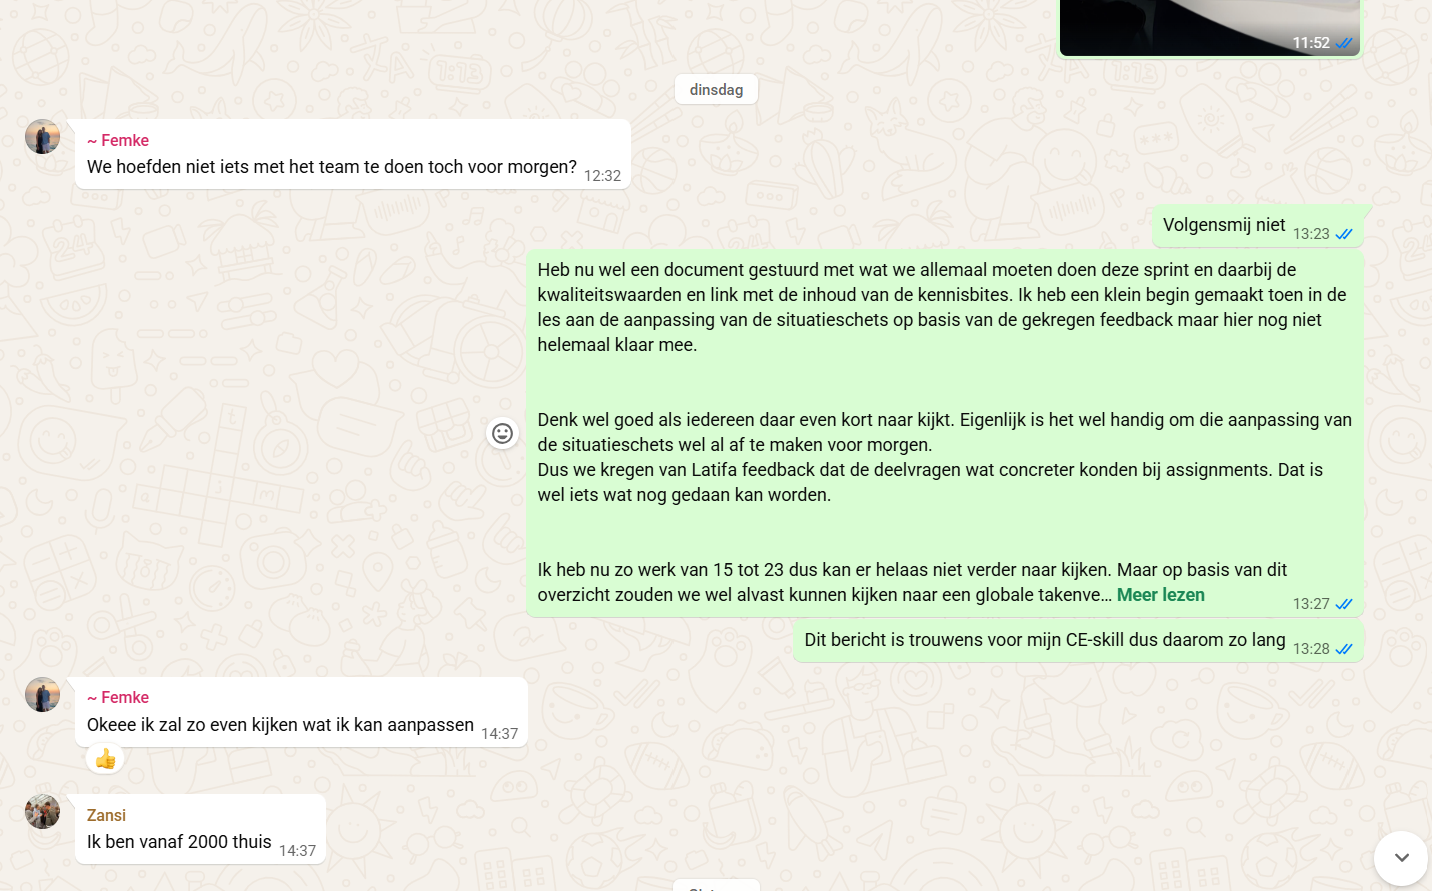 11:52
dinsdag
~ Femke
We hoefden niet iets met het team te doen toch voor morgen? 12:32
Volgensmij niet 13:23
Heb nu wel een document gestuurd met wat we allemaal moeten doen deze sprint en daarbij de
kwaliteitswaarden en link met de inhoud van de kennisbites. Ik heb een klein begin gemaakt toen in de
les aan de aanpassing van de situatieschets op basis van de gekregen feedback maar hier nog niet
helemaal klaar mee.
Denk wel goed als iedereen daar even kort naar kijkt. Eigenlijk is het wel handig om die aanpassing van
de situatieschets wel al af te maken voor morgen.
Dus we kregen van Latifa feedback dat de deelvragen wat concreter konden bij assignments. Dat is
wel iets wat nog gedaan kan worden.
Ik heb nu zo werk van 15 tot 23 dus kan er helaas niet verder naar kijken. Maar op basis van dit
overzicht zouden we wel alvast kunnen kijken naar een globale takenve... Meer lezen
13:27
Dit bericht is trouwens voor mijn CE-skill dus daarom zo lang 13:28
~ Femke
Okeee ik zal zo even kijken wat ik kan aanpassen 14:37
👍
Zansi
Ik ben vanaf 2000 thuis 14:37